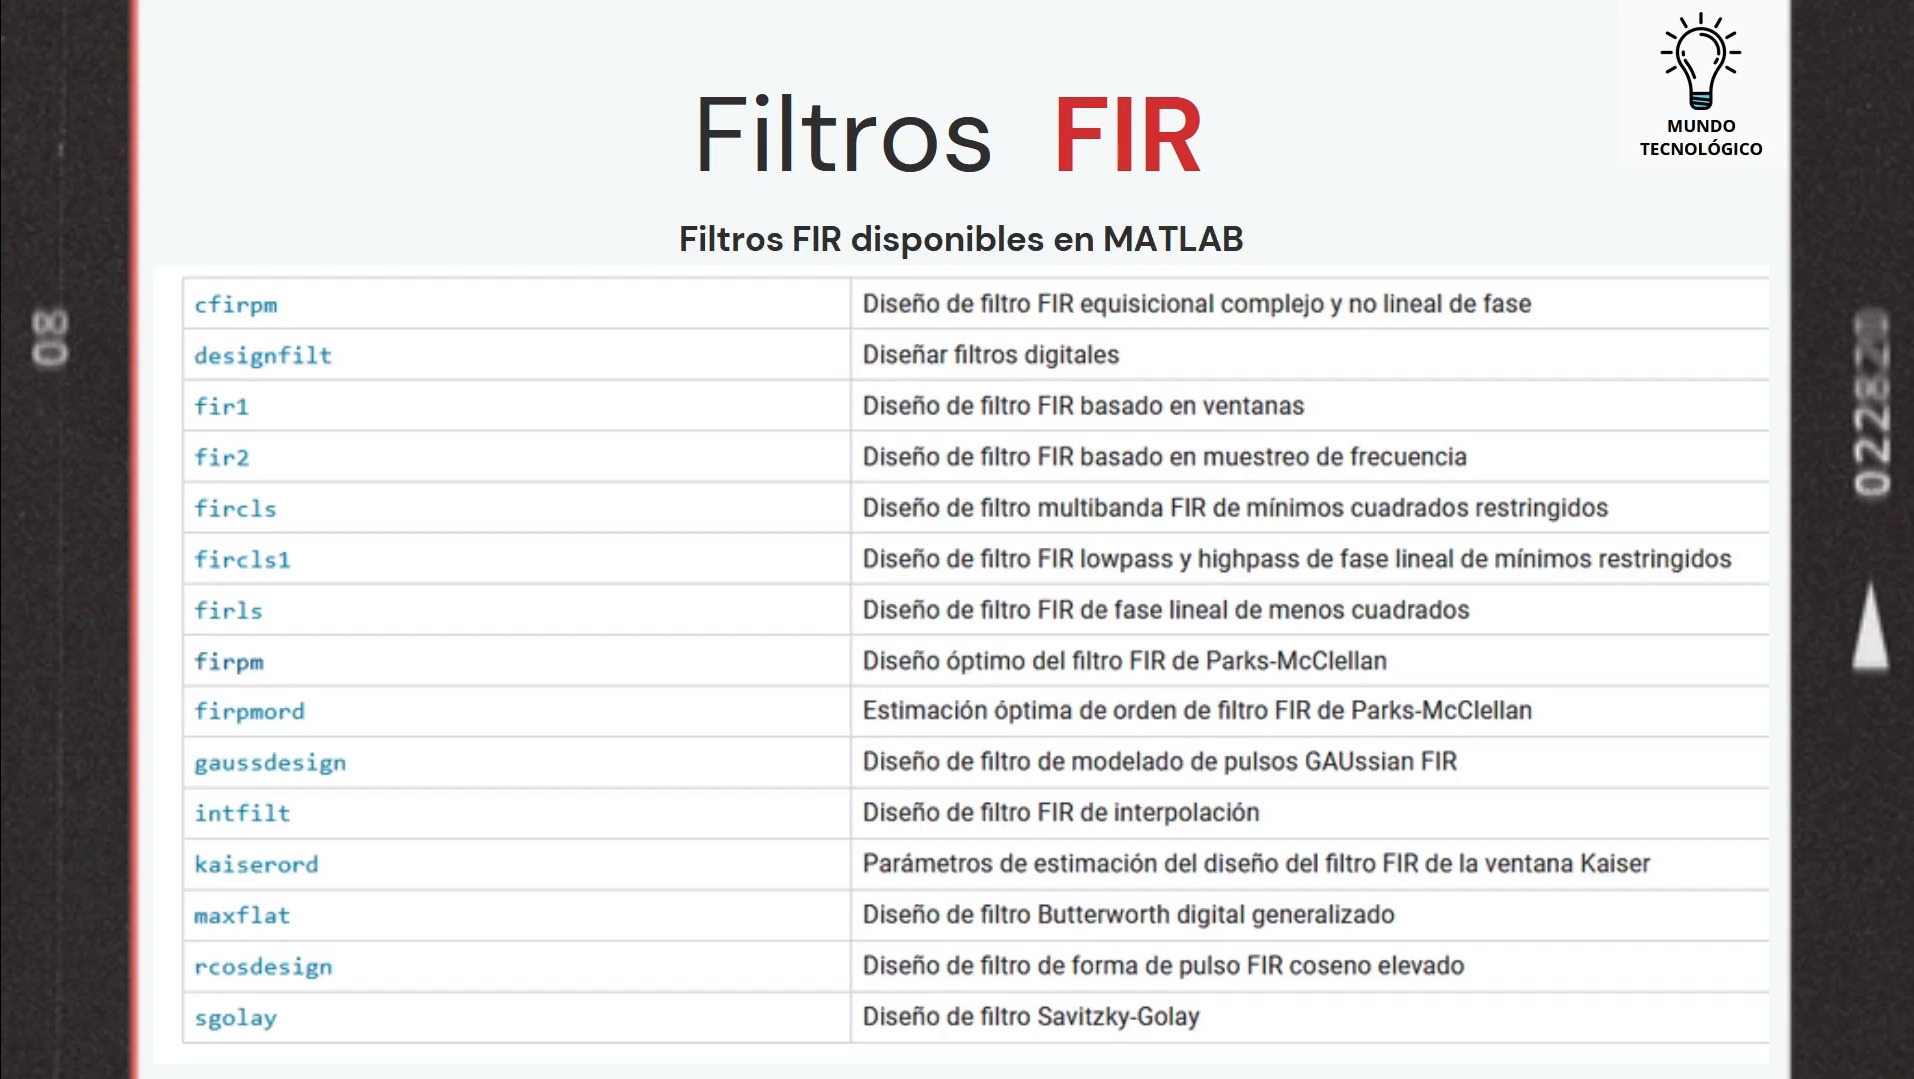 MUNDO
TECNOLÓGICO
Filtros FIR
Filtros FIR disponibles en MATLAB
cfirpm Diseño de filtro FIR equisicional complejo y no lineal de fase
designfilt Diseñar filtros digitales
fir1 Diseño de filtro FIR basado en ventanas
fir2 Diseño de filtro FIR basado en muestreo de frecuencia
fircls Diseño de filtro multibanda FIR de mínimos cuadrados restringidos
fircls1 Diseño de filtro FIR lowpass y highpass de fase lineal de mínimos restringidos
firls Diseño de filtro FIR de fase lineal de menos cuadrados
firpm Diseño óptimo del filtro FIR de Parks-McClellan
firpmord Estimación óptima de orden de filtro FIR de Parks-McClellan
gaussdesign Diseño de filtro de modelado de pulsos GAUssian FIR
intfilt Diseño de filtro FIR de interpolación
kaiserord Parámetros de estimación del diseño del filtro FIR de la ventana Kaiser
maxflat Diseño de filtro Butterworth digital generalizado
rcosdesign Diseño de filtro de forma de pulso FIR coseno elevado
sgolay Diseño de filtro Savitzky-Golay
08